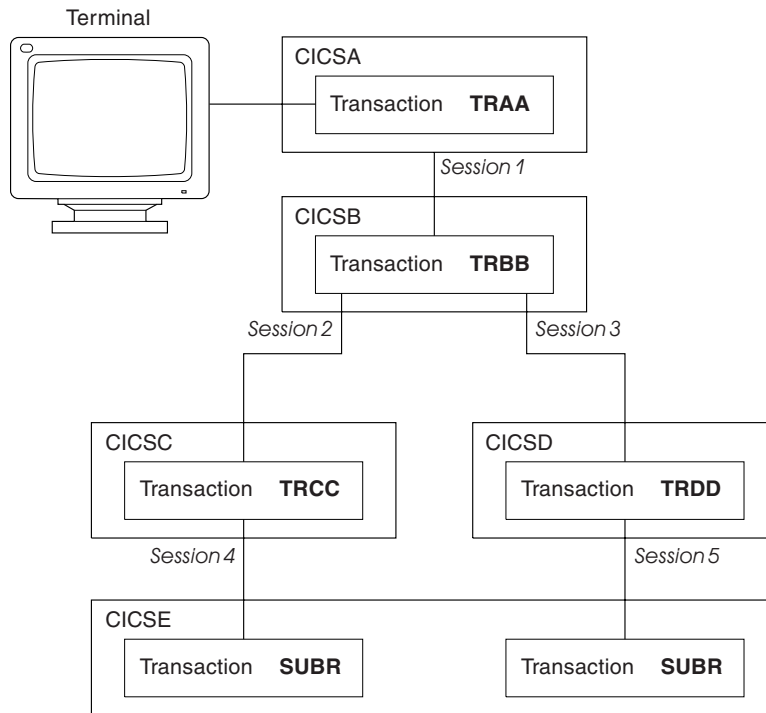 Terminal
CICSA
Transaction TRAA
Session 1
CICSB
Transaction TRBB
Session 2
Session 3
CICSC
Transaction TRCC
CICSD
Transaction TRDD
Session 4
Session 5
CICSE
Transaction SUBR
Transaction SUBR